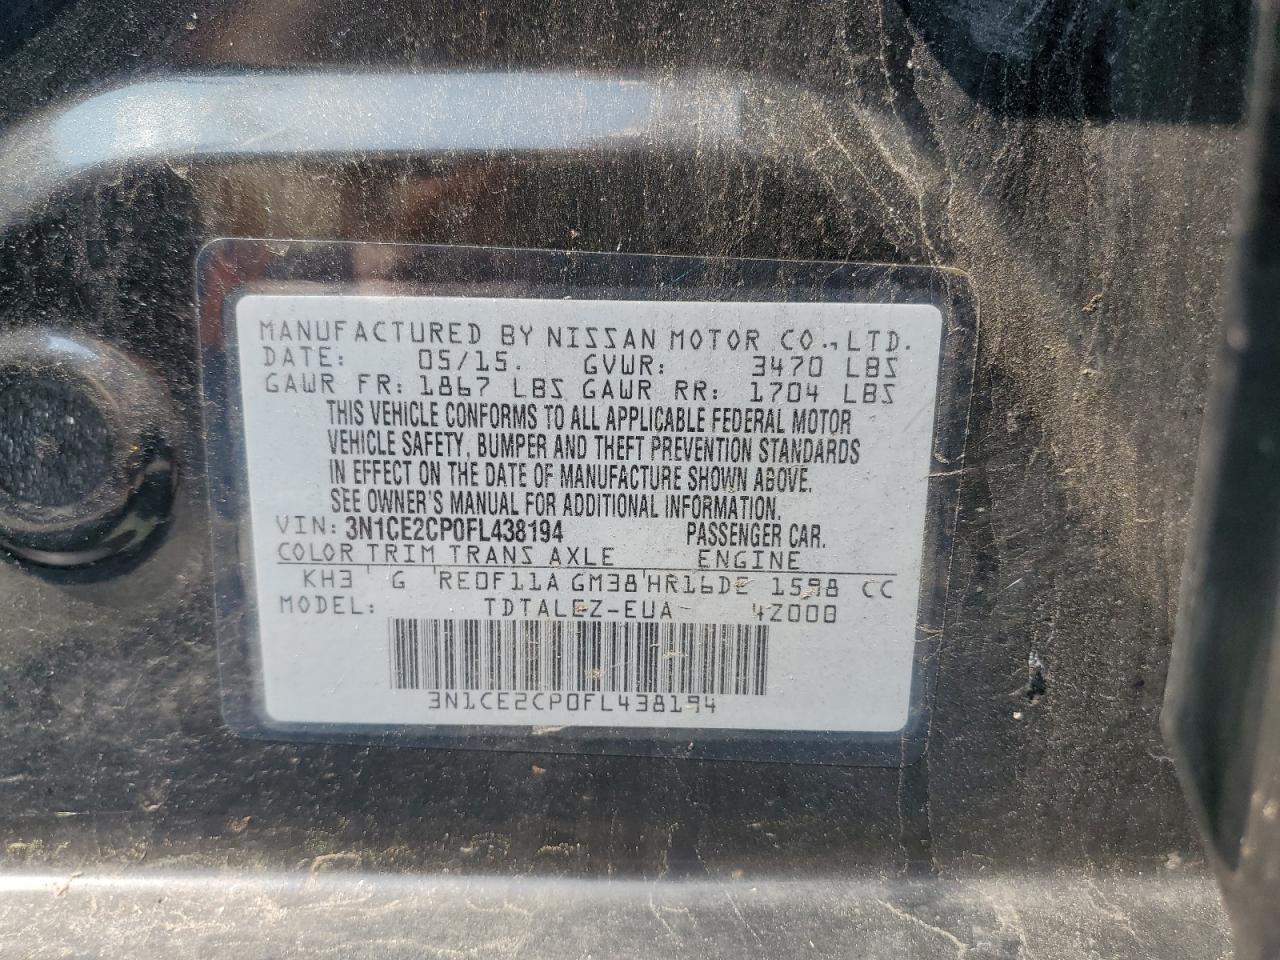 MANUFACTURED BY NISSAN MOTOR CO., LTD.
DATE: 05/15. GVWR: 3470 LBS
GAWR FR: 1867 LBS GAWR RR: 1704 LBS
THIS VEHICLE CONFORMS TO ALL APPLICABLE FEDERAL MOTOR
VEHICLE SAFETY, BUMPER AND THEFT PREVENTION STANDARDS
IN EFFECT ON THE DATE OF MANUFACTURE SHOWN ABOVE.
SEE OWNER'S MANUAL FOR ADDITIONAL INFORMATION.
VIN: 3N1CE2CP0FL438194 PASSENGER CAR.
COLOR TRIM TRANS AXLE ENGINE
KH3 ' G ' RE0F11A GM38 ' HR16DE 1598 CC
MODEL: TDTALEZ-EUA 4Z000
3N1CE2CP0FL438194